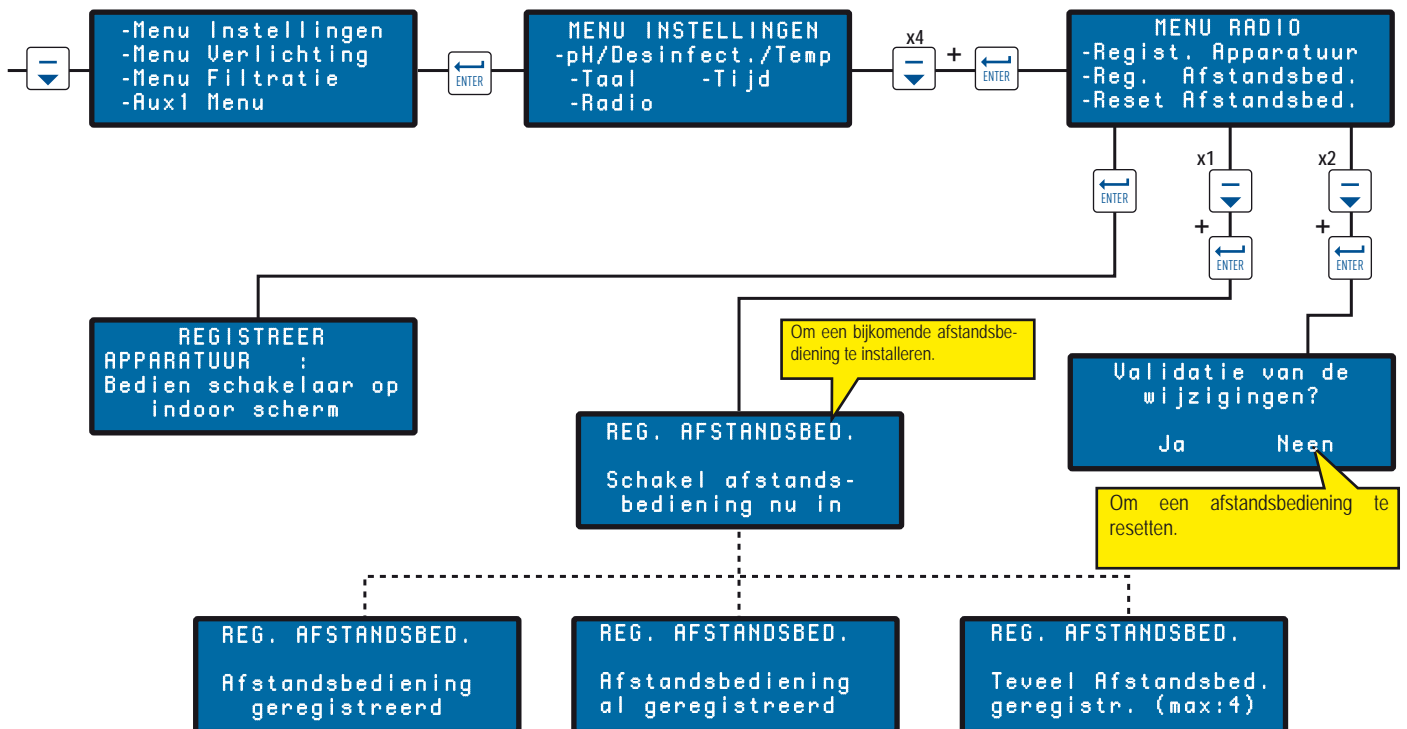 -Menu Instellingen
-Menu Verlichting
-Menu Filtratie
-Aux1 Menu
ENTER
MENU INSTELLINGEN
-pH/Desinfect./Temp
-Taal -Tijd
-Radio
x4
+
ENTER
MENU RADIO
-Regist. Apparatuur
-Reg. Afstandsbed.
-Reset Afstandsbed.
ENTER
x1
+
ENTER
x2
+
ENTER
REGISTREER
APPARATUUR :
Bedien schakelaar op
indoor scherm
Om een bijkomende afstandsbe-
diening te installeren.
REG. AFSTANDSBED.
Schakel afstands-
bediening nu in
Validatie van de
wijzigingen?
Ja Neen
Om een afstandsbediening te
resetten.
REG. AFSTANDSBED.
Afstandsbediening
geregistreerd
REG. AFSTANDSBED.
Afstandsbediening
al geregistreerd
REG. AFSTANDSBED.
Teveel Afstandsbed.
geregistr. (max:4)